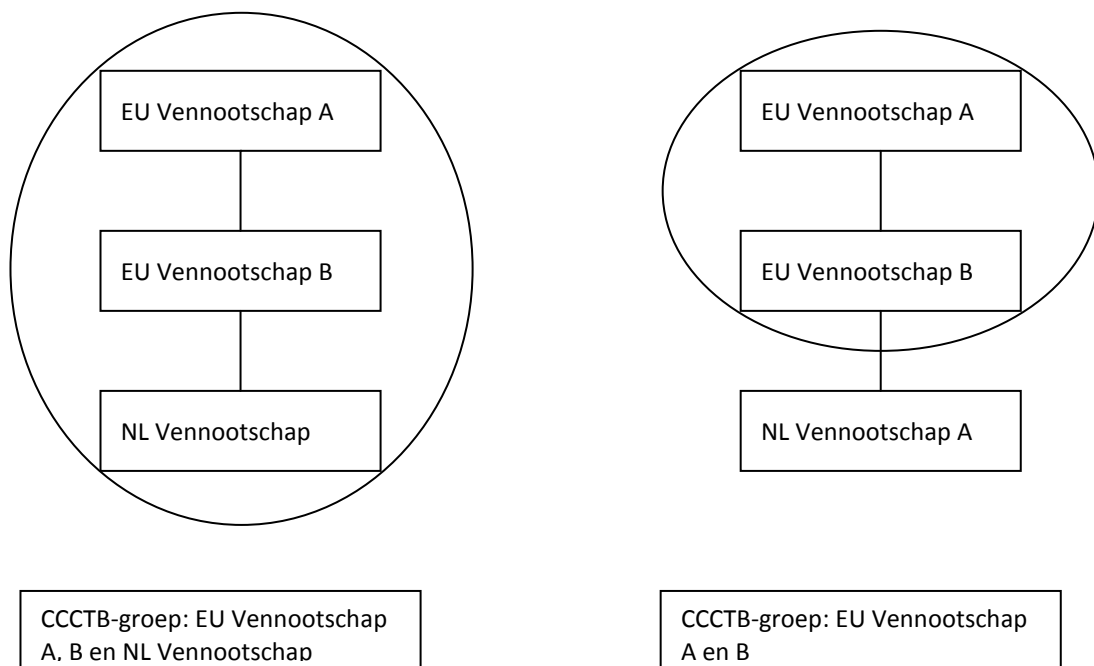 EU Vennootschap A
EU Vennootschap B
NL Vennootschap
CCCTB-groep: EU Vennootschap
A, B en NL Vennootschap
EU Vennootschap A
EU Vennootschap B
NL Vennootschap A
CCCTB-groep: EU Vennootschap
A en B